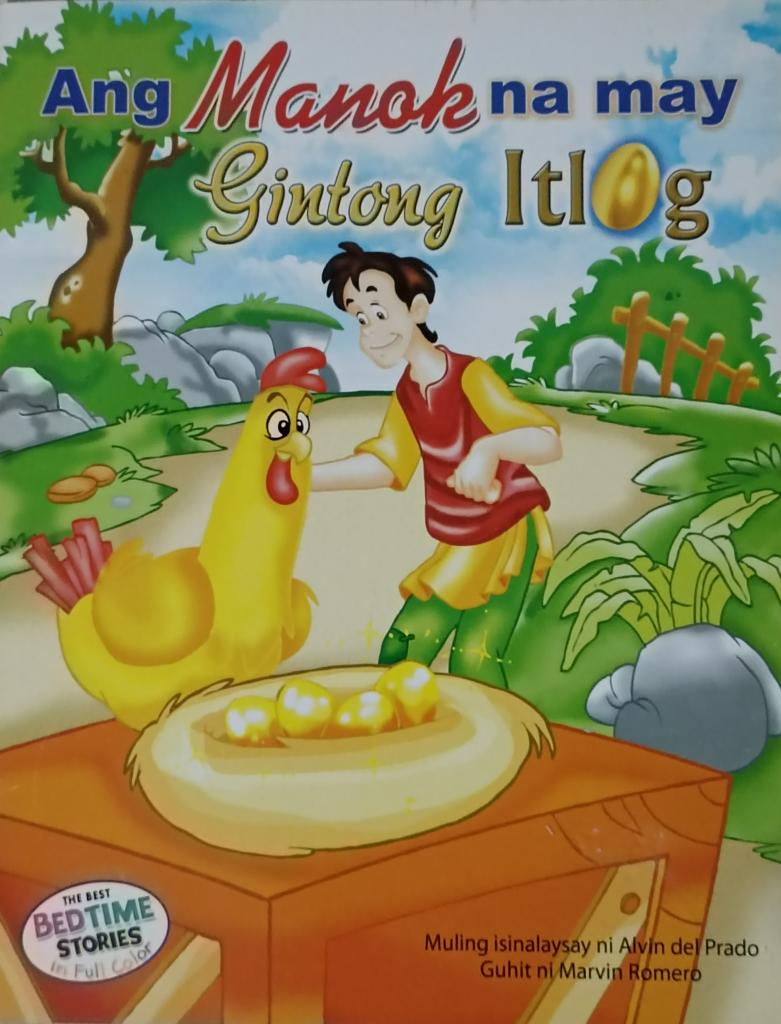 Ang Manok na may
Gintong Itlog
THE BEST
BEDTIME
STORIES
in Full Color
Muling isinalaysay ni Alvin del Prado
Guhit ni Marvin Romero